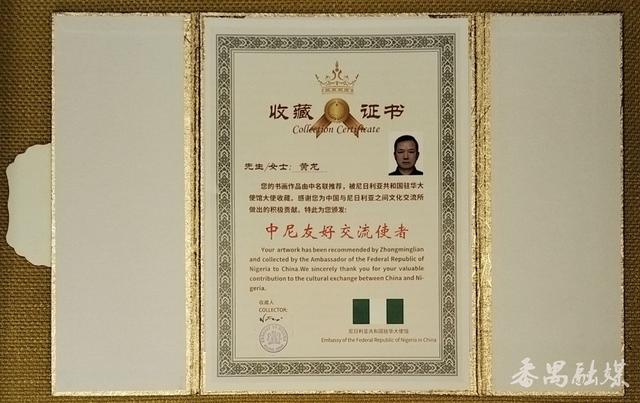 收藏 证书
Collection Certificate
先生/女士：黄龙
您的书画作品由中名联推荐，被尼日利亚共和国驻华大
使馆大使收藏。感谢您为中国与尼日利亚之间文化交流所
做出的积极贡献。特此为您颁发：
中尼友好交流使者
Your artwork has been recommended by Zhongminglian
and collected by the Ambassador of the Federal Republic of
Nigeria to China.We sincerely thank you for your valuable
contribution to the cultural exchange between China and Ni-
geria.
收藏人
COLLECTOR:
尼日利亚共和国驻华大使馆
Embassy of the Federal Republic of Nigeria in China
番禺融媒